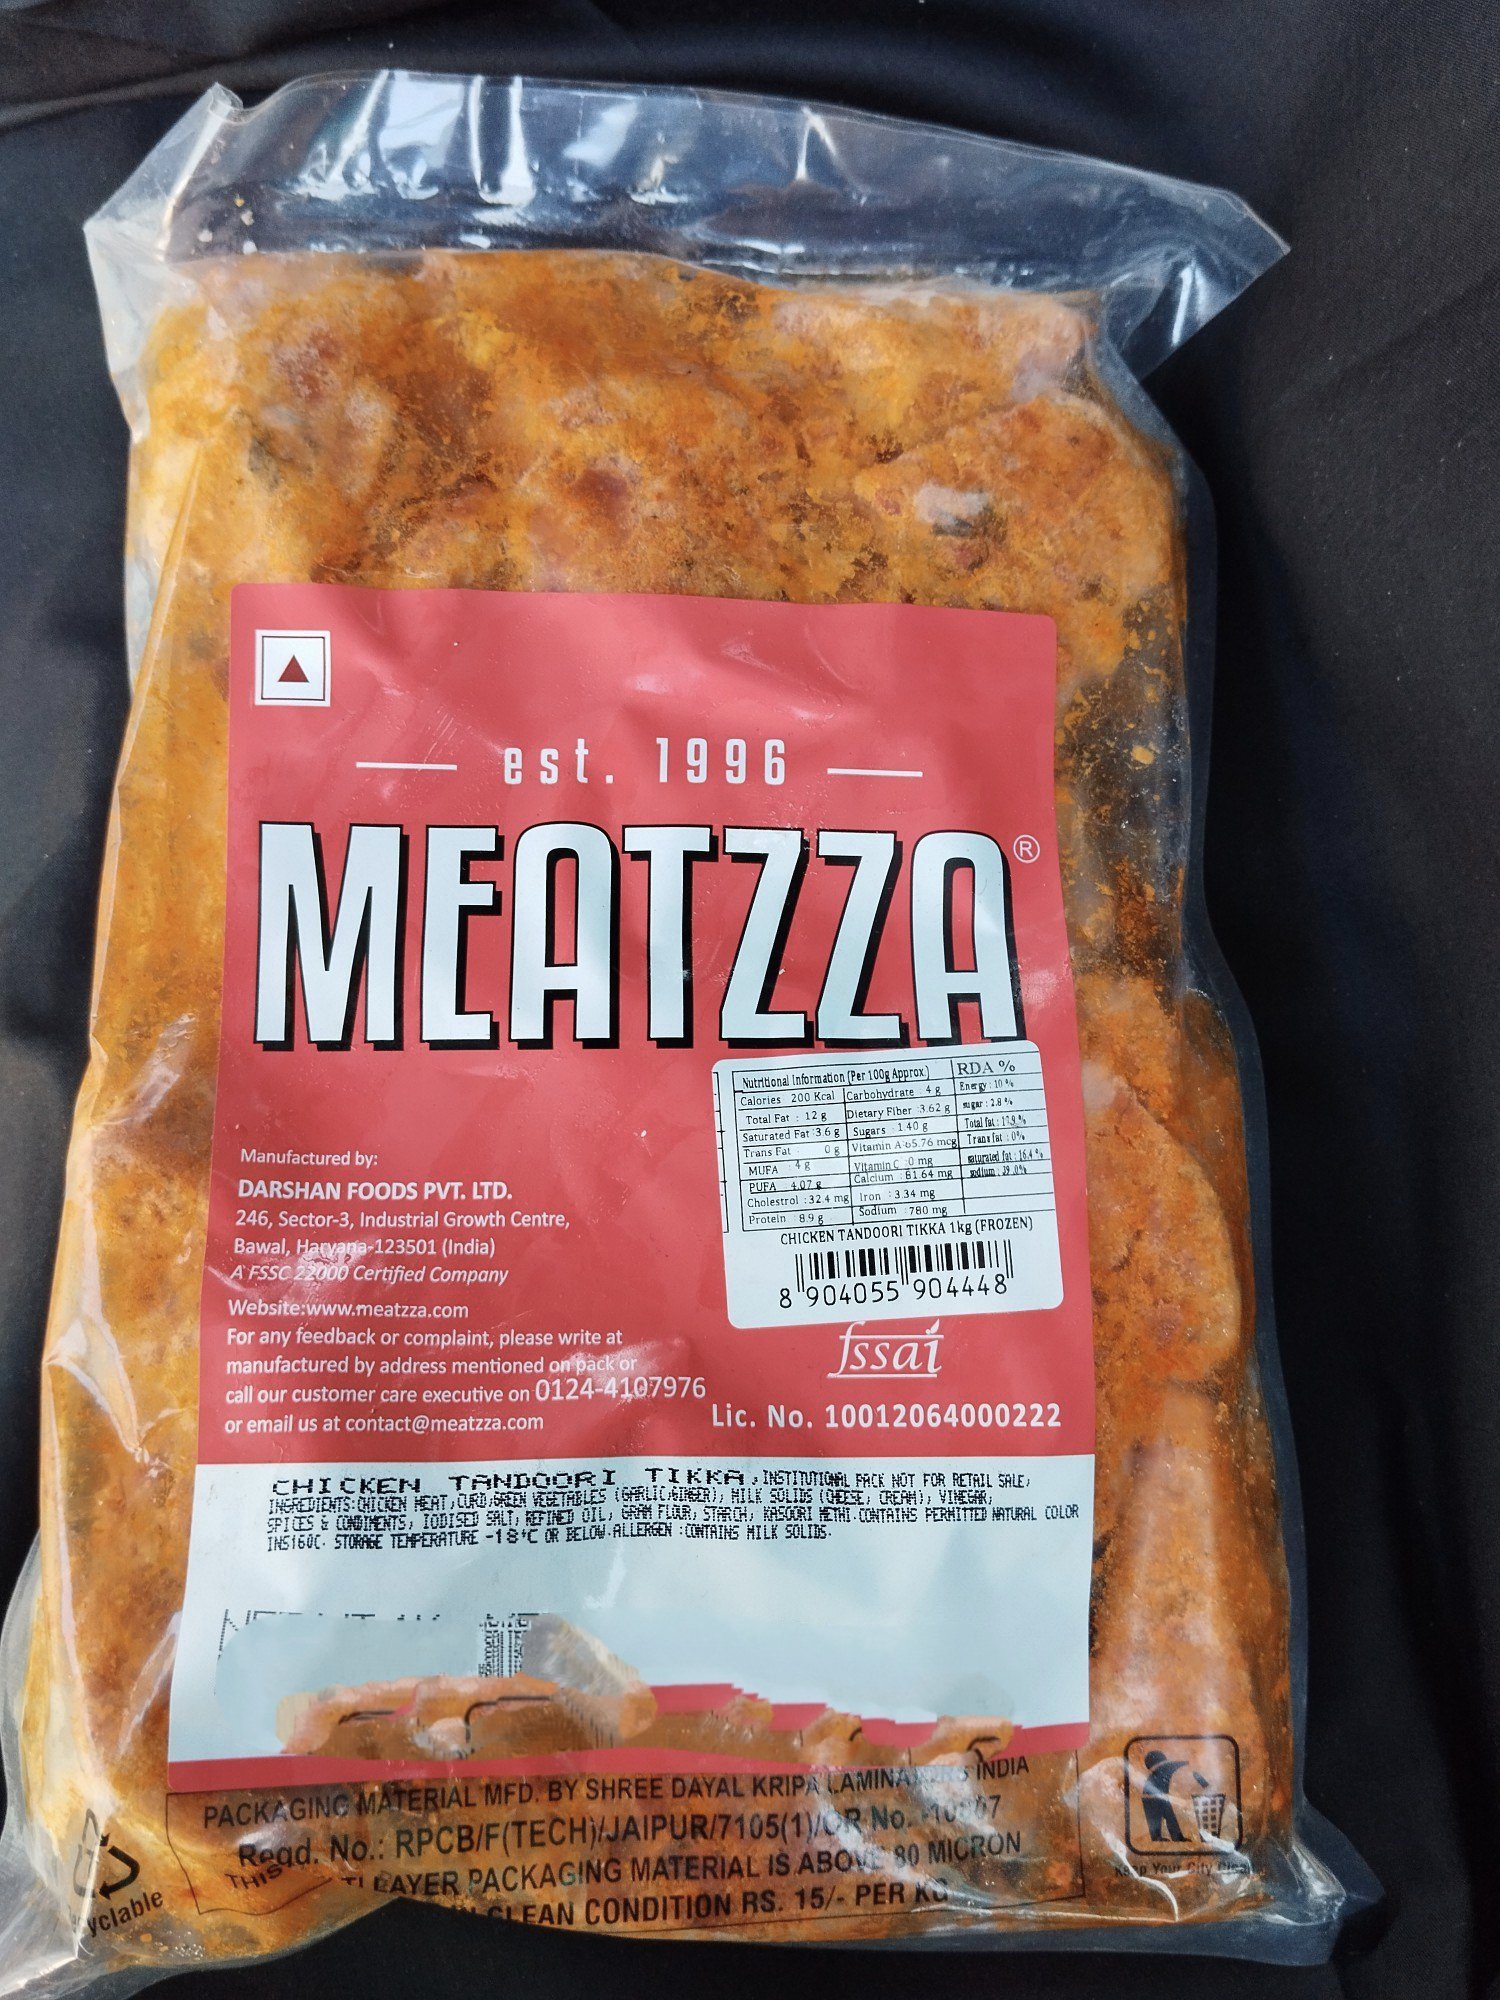 est. 1996
MEATZZA®
Nutritional Information (Per 100g Approx.) RDA %
Calories 200 Kcal Carbohydrate 4 g Energy : 10 %
Total Fat : 12 g Dietary Fiber 3.62 g sugar : 2.8 %
Saturated Fat 3.6 g Sugars : 1.40 g Total fat : 17.9 %
Trans Fat 0 g Vitamin A 65.76 mcg Trans fat : 0%
MUFA 4 g Vitamin C 0 mg saturated fat : 16.4 %
PUFA 4.07 g Calcium 81.64 mg sodium : 39.0%
Cholestrol : 32.4 mg Iron : 3.34 mg
Protein 8.9 g Sodium : 780 mg
CHICKEN TANDOORI TIKKA 1kg (FROZEN)
8 904055 904448
Manufactured by:
DARSHAN FOODS PVT. LTD.
246, Sector-3, Industrial Growth Centre,
Bawal, Haryana-123501 (India)
A FSSC 22000 Certified Company
Website:www.meatzza.com
For any feedback or complaint, please write at
manufactured by address mentioned on pack or
call our customer care executive on 0124-4107976
or email us at contact@meatzza.com
fssai
Lic. No. 10012064000222
CHICKEN TANDOORI TIKKA, INSTITUTIONAL PACK NOT FOR RETAIL SALE,
INGREDIENTS: CHICKEN MEAT, CURD, GREEN VEGETABLES (GARLIC, GINGER), MILK SOLIDS (CHEESE, CREAM), VINEGAR,
SPICES & CONDIMENTS, IODISED SALT, REFINED OIL, GRAM FLOUR, STARCH, KASOORI METHI. CONTAINS PERMITTED NATURAL COLOR
INS160C. STORAGE TEMPERATURE -18°C OR BELOW. ALLERGEN : CONTAINS MILK SOLIDS.
PACKAGING MATERIAL MFD. BY SHREE DAYAL KRIPA INDIA
Regd. No.: RPCB/F(TECH)/JAIPUR/7105(1)/OR No.
THIS LAYER PACKAGING MATERIAL IS ABOVE 80 MICRON
CLEAN CONDITION RS. 15/- PER KG
Keep Your City